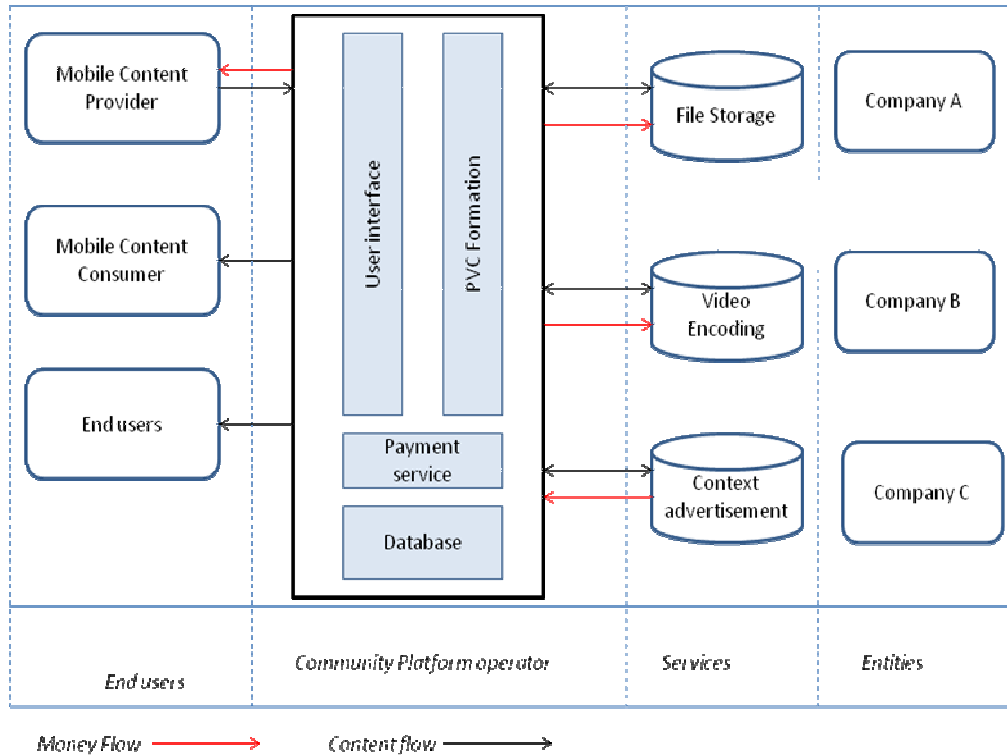 Mobile Content
Provider
Mobile Content
Consumer
End users
User interface
PVC Formation
Payment
service
Database
File Storage
Video
Encoding
Context
advertisement
Company A
Company B
Company C
End users
Community Platform operator
Services
Entities
Money Flow
Content flow